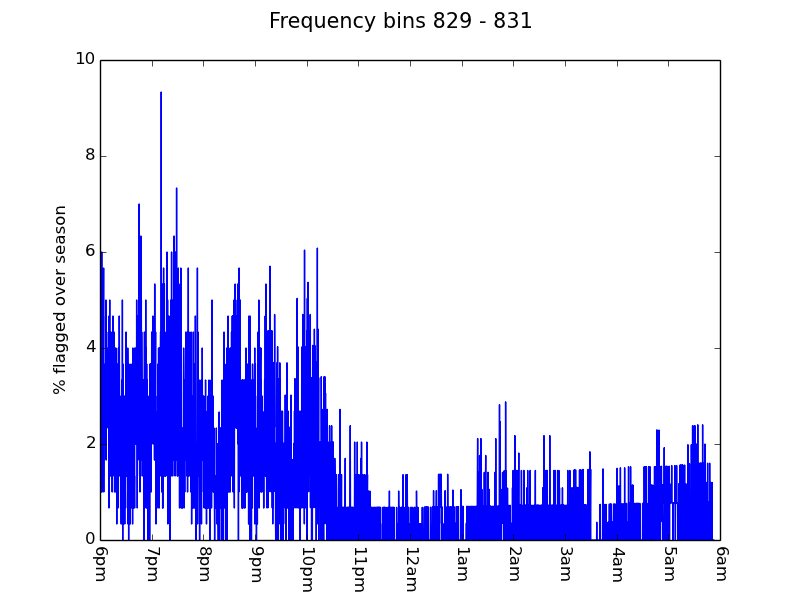 Frequency bins 829 - 831
% flagged over season
10
8
6
4
2
0
6pm
7pm
8pm
9pm
10pm
11pm
12am
1am
2am
3am
4am
5am
6am